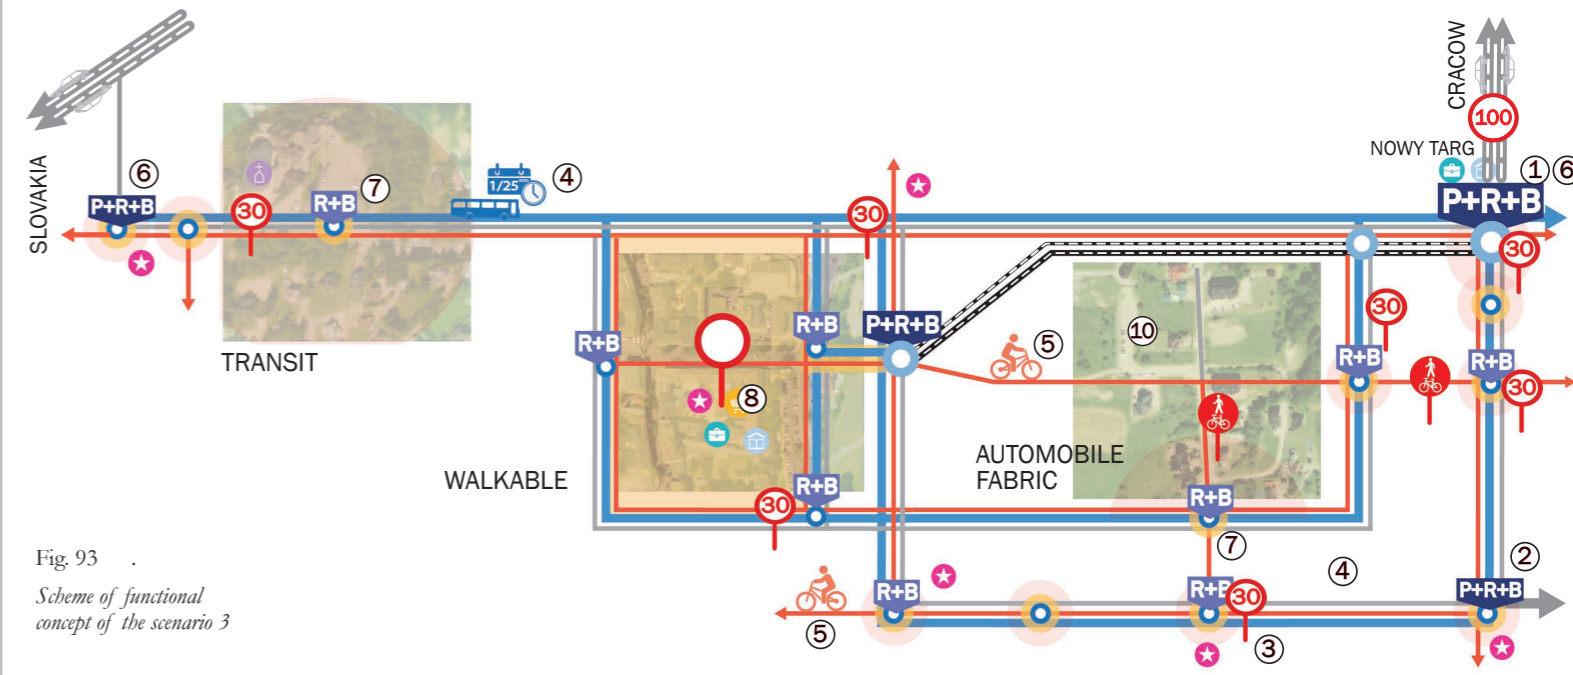 CRACOW
100
NOWY TARG
① ⑥
P+R+B
SLOVAKIA
⑥
P+R+B
30
⑦
R+B
1/25
④
30
30
TRANSIT
R+B
R+B
P+R+B
⑤
⑩
30
R+B
R+B
30
⑧
WALKABLE
AUTOMOBILE
FABRIC
30
R+B
R+B
⑦
Fig. 93 .
Scheme of functional
concept of the scenario 3
⑤
R+B
R+B
30
③
④
②
P+R+B